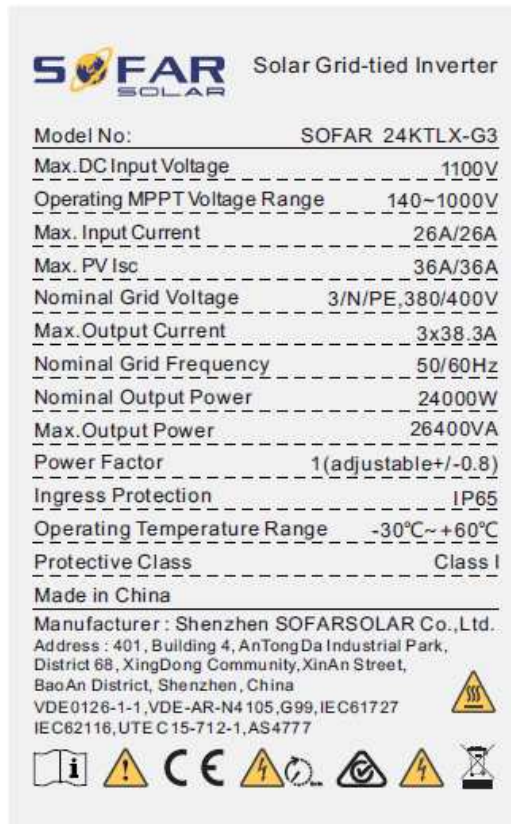 SOFAR SOLAR
Solar Grid-tied Inverter
Model No: SOFAR 24KTLX-G3
Max.DC Input Voltage 1100V
Operating MPPT Voltage Range 140~1000V
Max. Input Current 26A/26A
Max. PV Isc 36A/36A
Nominal Grid Voltage 3/N/PE,380/400V
Max.Output Current 3x38.3A
Nominal Grid Frequency 50/60Hz
Nominal Output Power 24000W
Max.Output Power 26400VA
Power Factor 1(adjustable+/-0.8)
Ingress Protection IP65
Operating Temperature Range -30℃~+60℃
Protective Class Class I
Made in China
Manufacturer : Shenzhen SOFARSOLAR Co.,Ltd.
Address : 401, Building 4, AnTongDa Industrial Park,
District 68, XingDong Community, XinAn Street,
BaoAn District, Shenzhen, China
VDE0126-1-1,VDE-AR-N4105,G99,IEC61727
IEC62116,UTE C15-712-1,AS4777
i CE